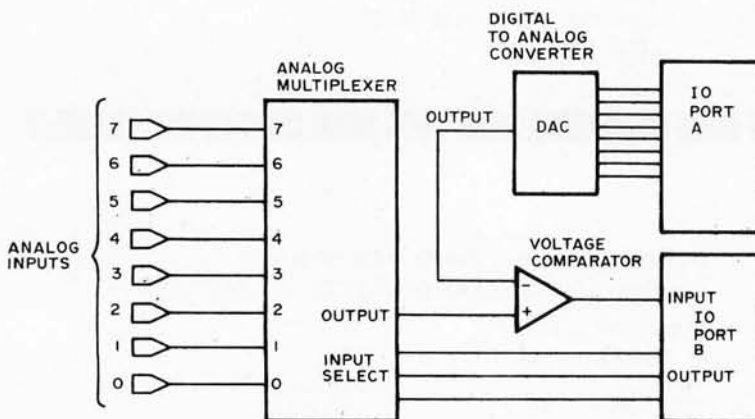 DIGITAL
TO ANALOG
CONVERTER
ANALOG
MULTIPLEXER
IO
PORT
A
DAC
OUTPUT
7
7
6
6
5
5
4
4
3
3
2
2
1
1
0
0
ANALOG
INPUTS
OUTPUT
INPUT
SELECT
VOLTAGE
COMPARATOR
-
+
INPUT
IO
PORT
B
OUTPUT